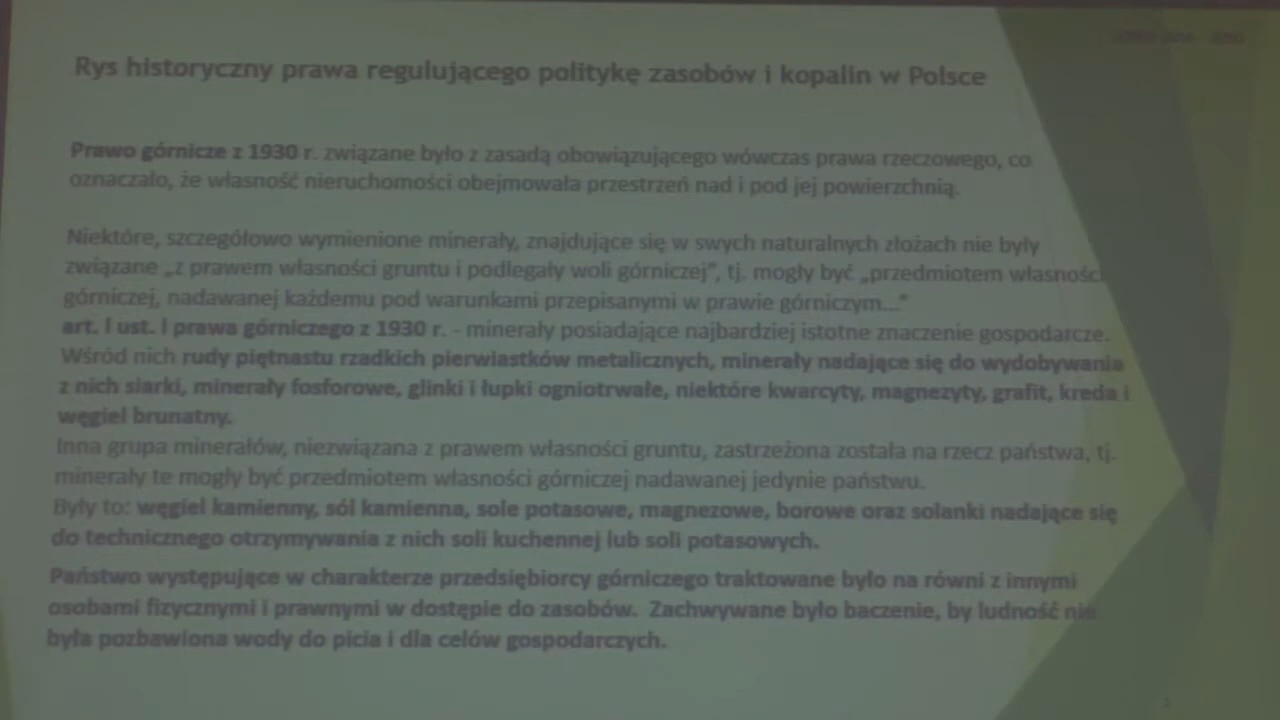 Rys historyczny prawa regulującego politykę zasobów i kopalin w Polsce
Prawo górnicze z 1930 r. związane było z zasadą obowiązującego wówczas prawa rzeczowego, co
oznaczało, że własność nieruchomości obejmowała przestrzeń nad i pod jej powierzchnią.
Niektóre, szczegółowo wymienione minerały, znajdujące się w swych naturalnych złożach nie były
związane „z prawem własności gruntu i podlegały woli górniczej”, tj. mogły być „przedmiotem własności
górniczej, nadawanej każdemu pod warunkami przepisanymi w prawie górniczym...”
art. I ust. I prawa górniczego z 1930 r. - minerały posiadające najbardziej istotne znaczenie gospodarcze.
Wśród nich rudy piętnastu rzadkich pierwiastków metalicznych, minerały nadające się do wydobywania
z nich siarki, minerały fosforowe, glinki i łupki ogniotrwałe, niektóre kwarcyty, magnezyty, grafit, kreda i
węgiel brunatny.
Inna grupa minerałów, niezwiązana z prawem własności gruntu, zastrzeżona została na rzecz państwa, tj.
minerały te mogły być przedmiotem własności górniczej nadawanej jedynie państwu.
Były to: węgiel kamienny, sól kamienna, sole potasowe, magnezowe, borowe oraz solanki nadające się
do technicznego otrzymywania z nich soli kuchennej lub soli potasowych.
Państwo występujące w charakterze przedsiębiorcy górniczego traktowane było na równi z innymi
osobami fizycznymi i prawnymi w dostępie do zasobów. Zachwywane było baczenie, by ludność nie
była pozbawiona wody do picia i dla celów gospodarczych.